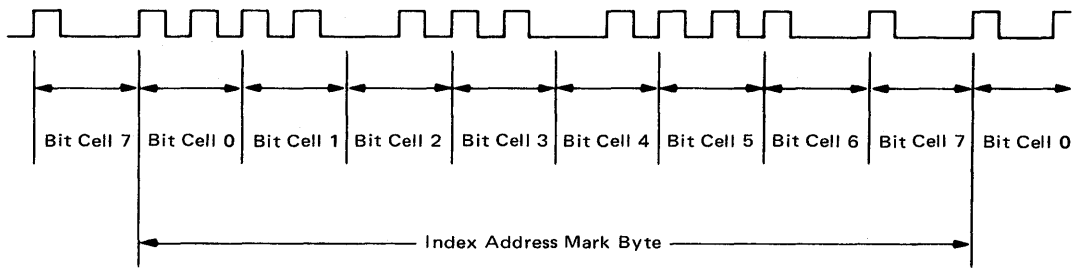 Bit Cell 7 Bit Cell 0 Bit Cell 1 Bit Cell 2 Bit Cell 3 Bit Cell 4 Bit Cell 5 Bit Cell 6 Bit Cell 7 Bit Cell 0
Index Address Mark Byte